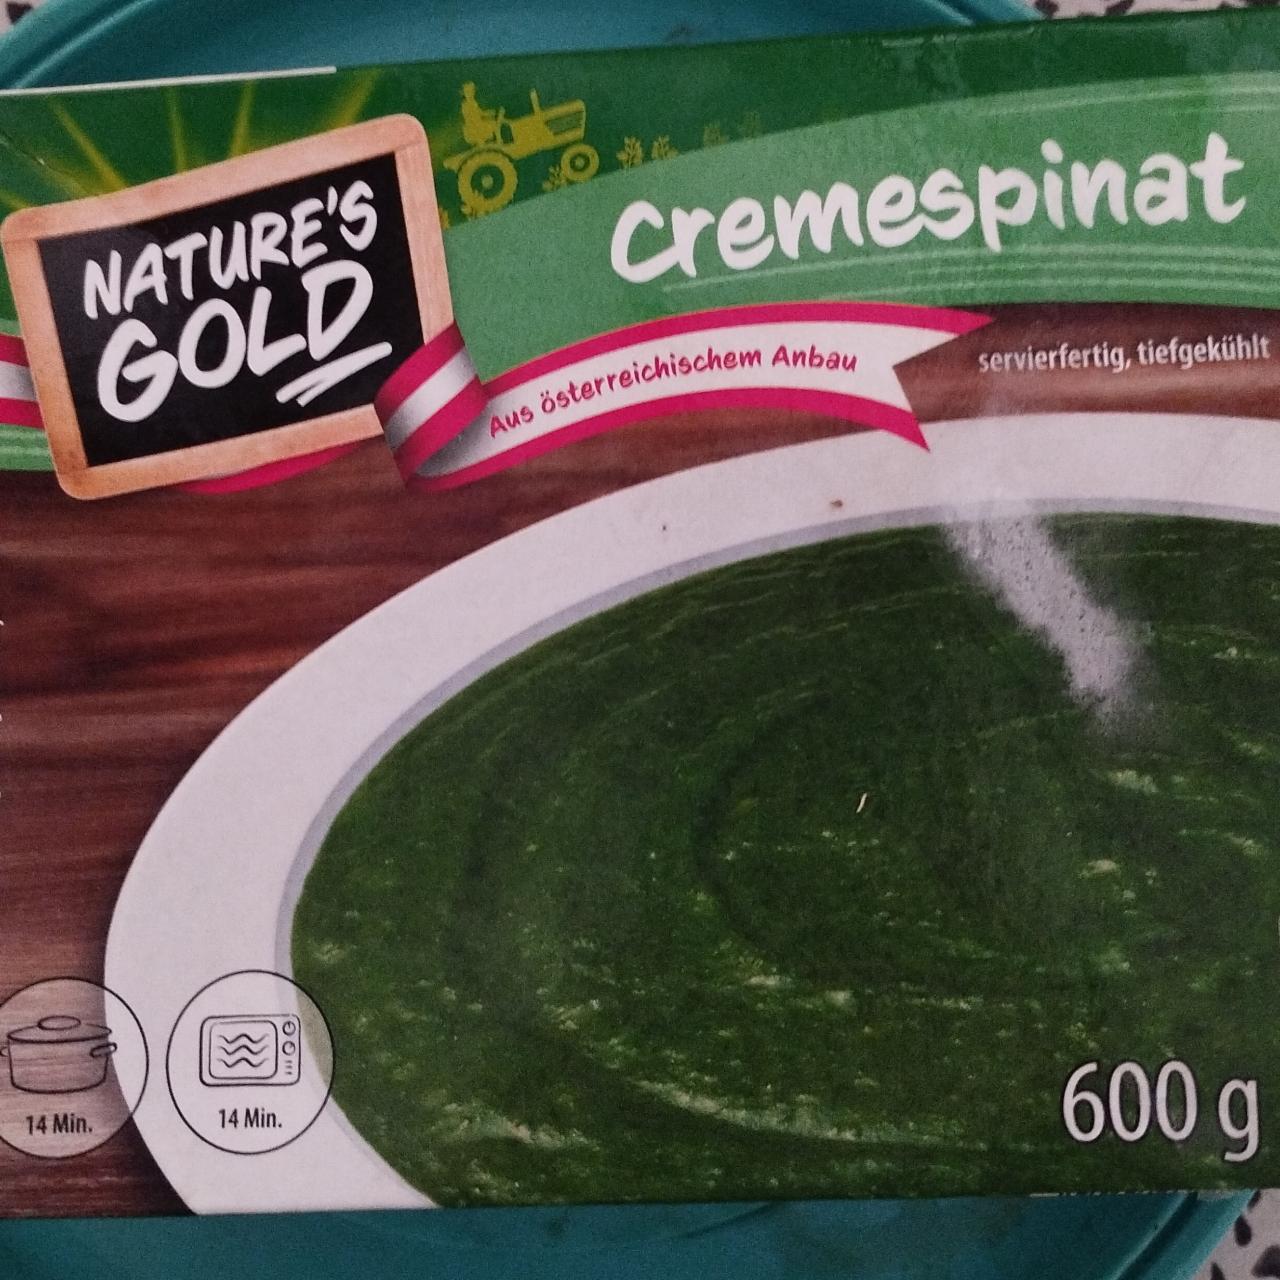 NATURE'S
GOLD
Cremespinat
Aus österreichischem Anbau
servierfertig, tiefgekühlt
14 Min.
14 Min.
600 g